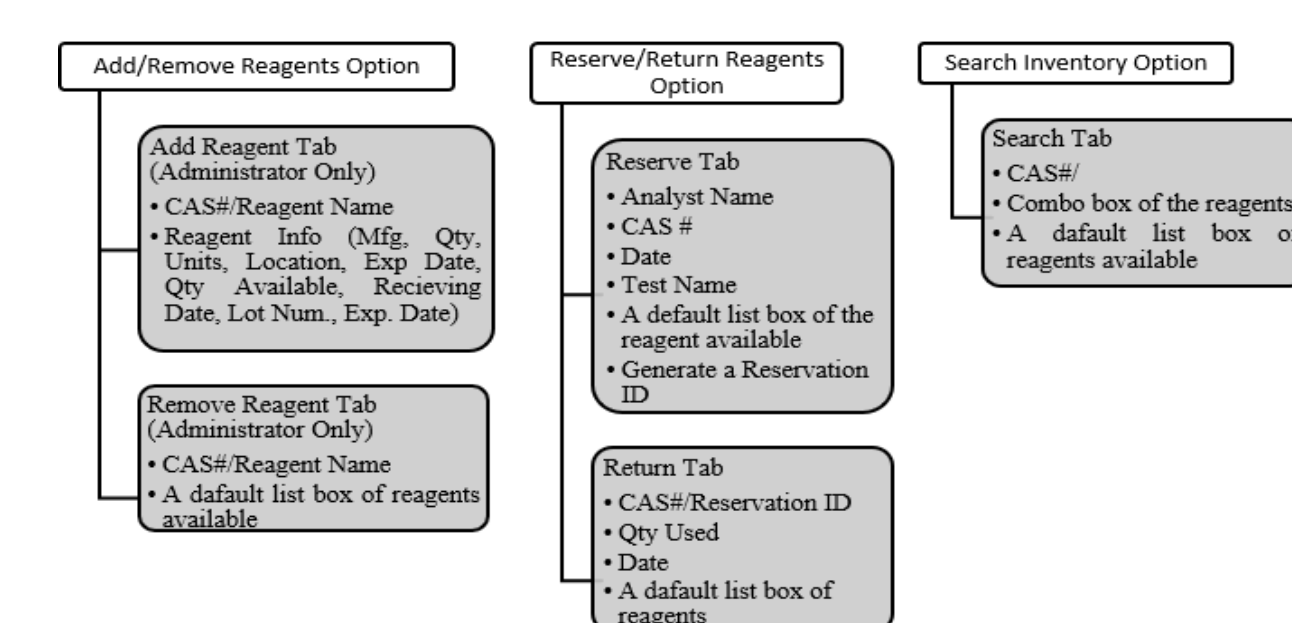 Add/Remove Reagents Option
Add Reagent Tab
(Administrator Only)
• CAS#/Reagent Name
• Reagent Info (Mfg, Qty,
Units, Location, Exp Date,
Qty Available, Recieving
Date, Lot Num., Exp. Date)
Remove Reagent Tab
(Administrator Only)
• CAS#/Reagent Name
• A dafault list box of reagents
available
Reserve/Return Reagents
Option
Reserve Tab
• Analyst Name
• CAS #
• Date
• Test Name
• A default list box of the
reagent available
• Generate a Reservation
ID
Return Tab
• CAS#/Reservation ID
• Qty Used
• Date
• A dafault list box of
reagents
Search Inventory Option
Search Tab
• CAS#/
• Combo box of the reagents
• A dafault list box
reagents available